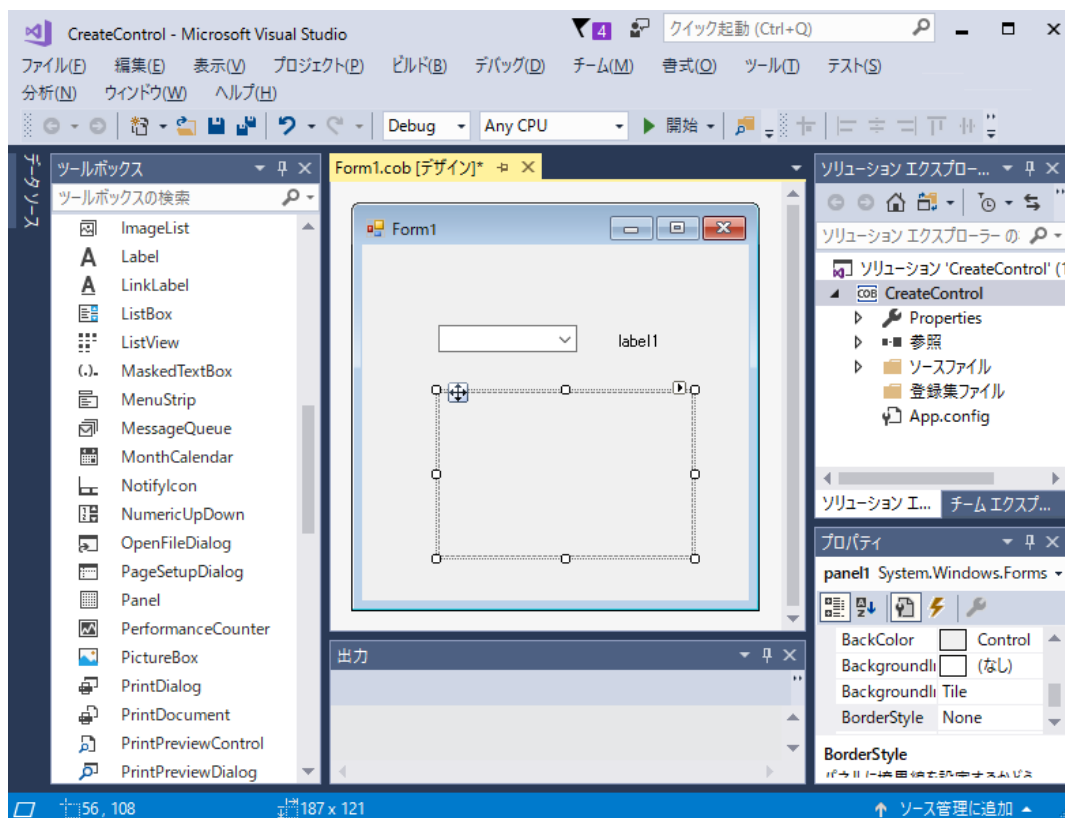 CreateControl - Microsoft Visual Studio
4
クイック起動 (Ctrl+Q)
ファイル(F) 編集(E) 表示(V) プロジェクト(P) ビルド(B) デバッグ(D) チーム(M) 書式(O) ツール(T) テスト(S)
分析(N) ウィンドウ(W) ヘルプ(H)
Debug Any CPU 開始
データ ソース
ツールボックス
ツールボックスの検索
ImageList
Label
LinkLabel
ListBox
ListView
MaskedTextBox
MenuStrip
MessageQueue
MonthCalendar
NotifyIcon
NumericUpDown
OpenFileDialog
PageSetupDialog
Panel
PerformanceCounter
PictureBox
PrintDialog
PrintDocument
PrintPreviewControl
PrintPreviewDialog
Form1.cob [デザイン]*
Form1
label1
出力
ソリューション エクスプロ-...
ソリューション エクスプローラー の
ソリューション 'CreateControl' (1
COB CreateControl
Properties
参照
ソースファイル
登録集ファイル
App.config
ソリューション エ... チーム エクスプ...
プロパティ
panel1 System.Windows.Forms
BackColor Control
BackgroundI (なし)
BackgroundI Tile
BorderStyle None
BorderStyle
56 , 108
187 x 121
ソース管理に追加